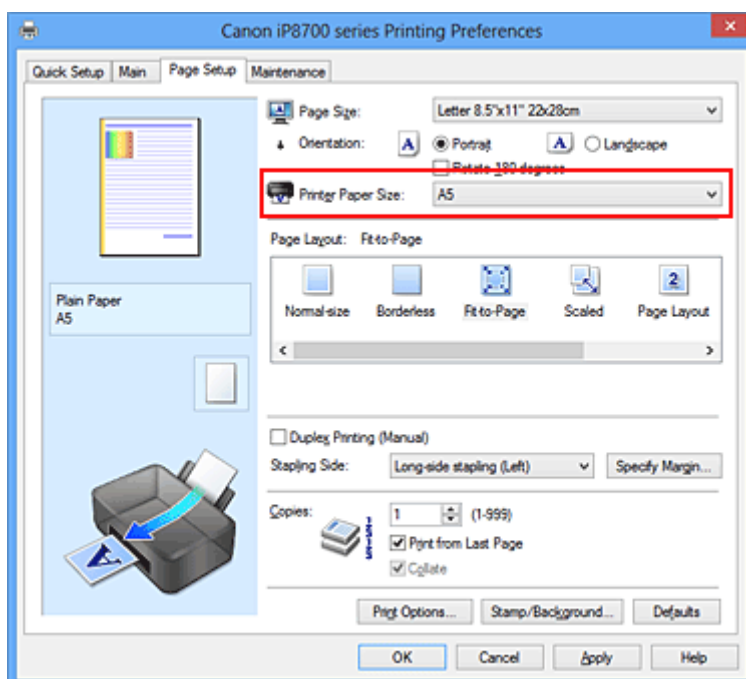 Canon iP8700 series Printing Preferences
Quick Setup Main Page Setup Maintenance
Page Size: Letter 8.5"x11" 22x28cm
Orientation: A Portrait A Landscape
Rotate 180 degrees
Printer Paper Size: A5
Page Layout: Fit-to-Page
2
Normal-size Borderless Fit-to-Page Scaled Page Layout
Plain Paper
A5
Duplex Printing (Manual)
Stapling Side: Long-side stapling (Left) Specify Margin...
Copies: 1 (1-999)
Print from Last Page
Collate
A
Print Options... Stamp/Background... Defaults
OK Cancel Apply Help